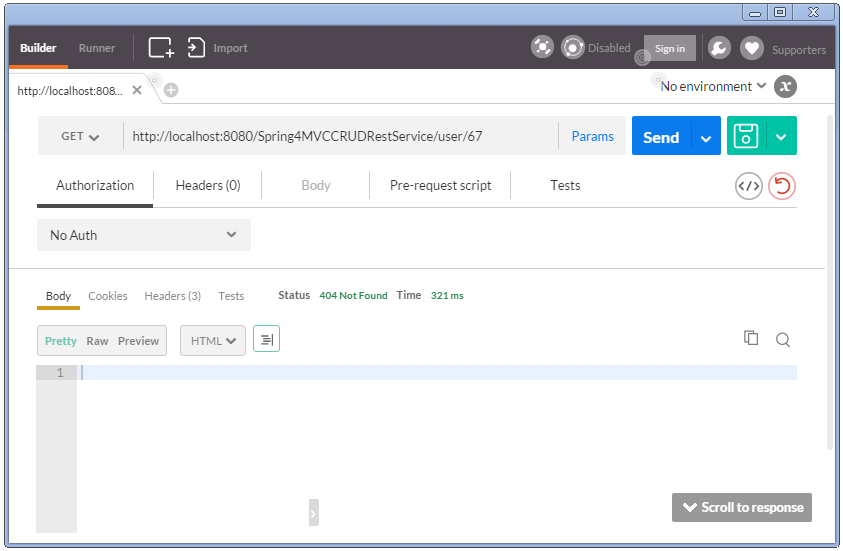 Builder Runner Import Disabled Sign in Supporters
http://localhost:808... No environment
GET http://localhost:8080/Spring4MVCCRUDRestService/user/67 Params Send
Authorization Headers (0) Body Pre-request script Tests
No Auth
Body Cookies Headers (3) Tests Status 404 Not Found Time 321 ms
Pretty Raw Preview HTML
1
Scroll to response